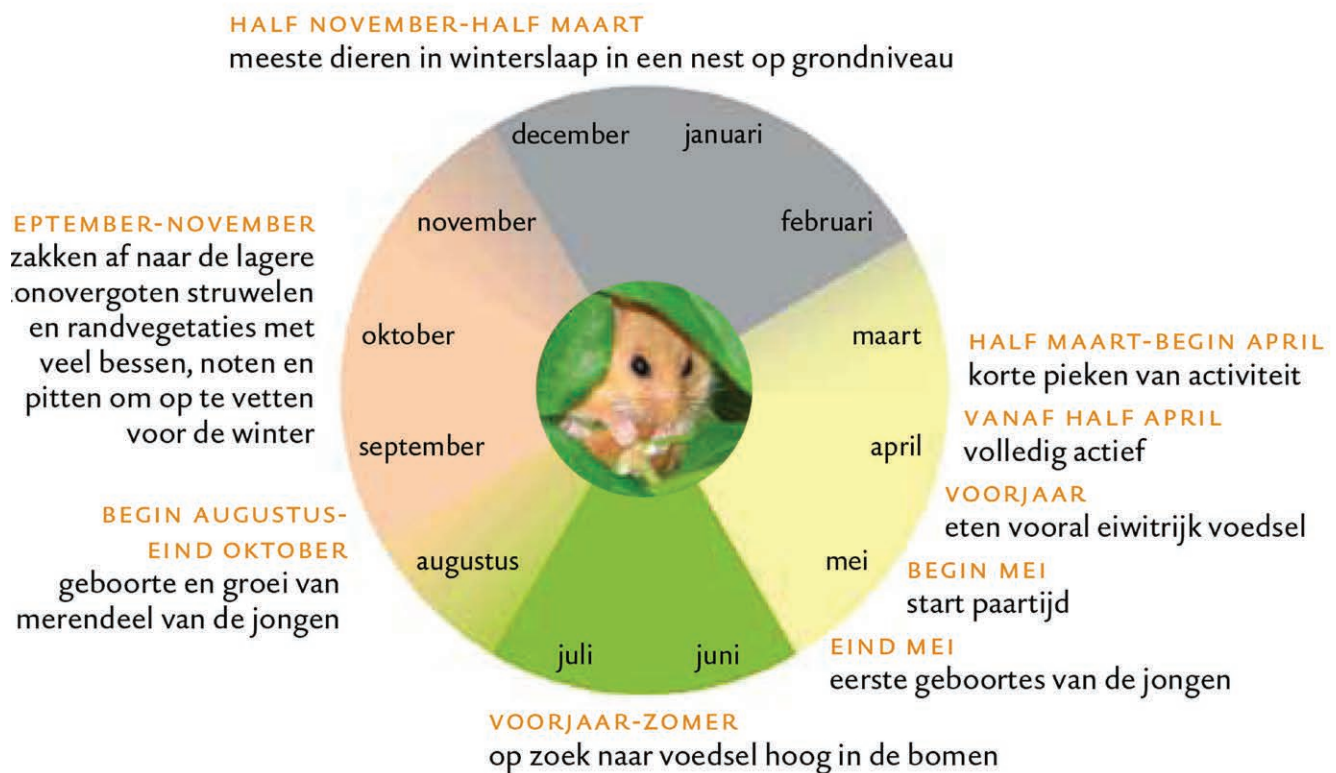 HALF NOVEMBER-HALF MAART
meeste dieren in winterslaap in een nest op grondniveau
december
januari
november
februari
EPTEMBER-NOVEMBER
zakken af naar de lagere
onovergoten struwelen
en randvegetaties met
veel bessen, noten en
pitten om op te vetten
voor de winter
oktober
maart
HALF MAART-BEGIN APRIL
korte pieken van activiteit
VANAF HALF APRIL
volledig actief
september
april
VOORJAAR
eten vooral eiwitrijk voedsel
BEGIN AUGUSTUS-
EIND OKTOBER
geboorte en groei van
merendeel van de jongen
augustus
mei
BEGIN MEI
start paartijd
juli
juni
EIND MEI
eerste geboortes van de jongen
VOORJAAR-ZOMER
op zoek naar voedsel hoog in de bomen